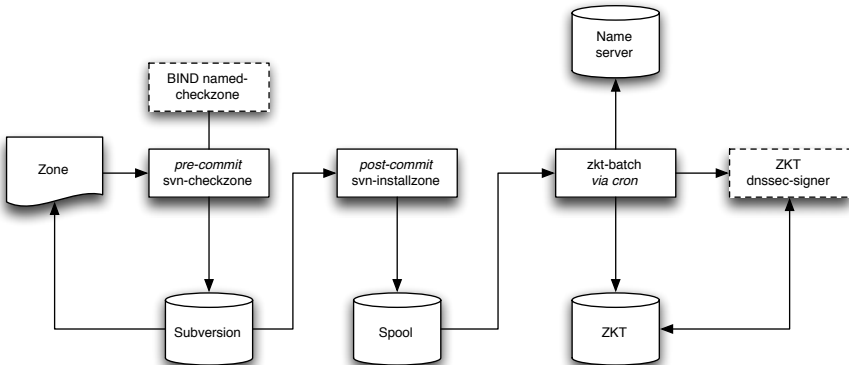 Name
server
BIND named-
checkzone
Zone
pre-commit
svn-checkzone
post-commit
svn-installzone
zkt-batch
via cron
ZKT
dnssec-signer
Subversion
Spool
ZKT